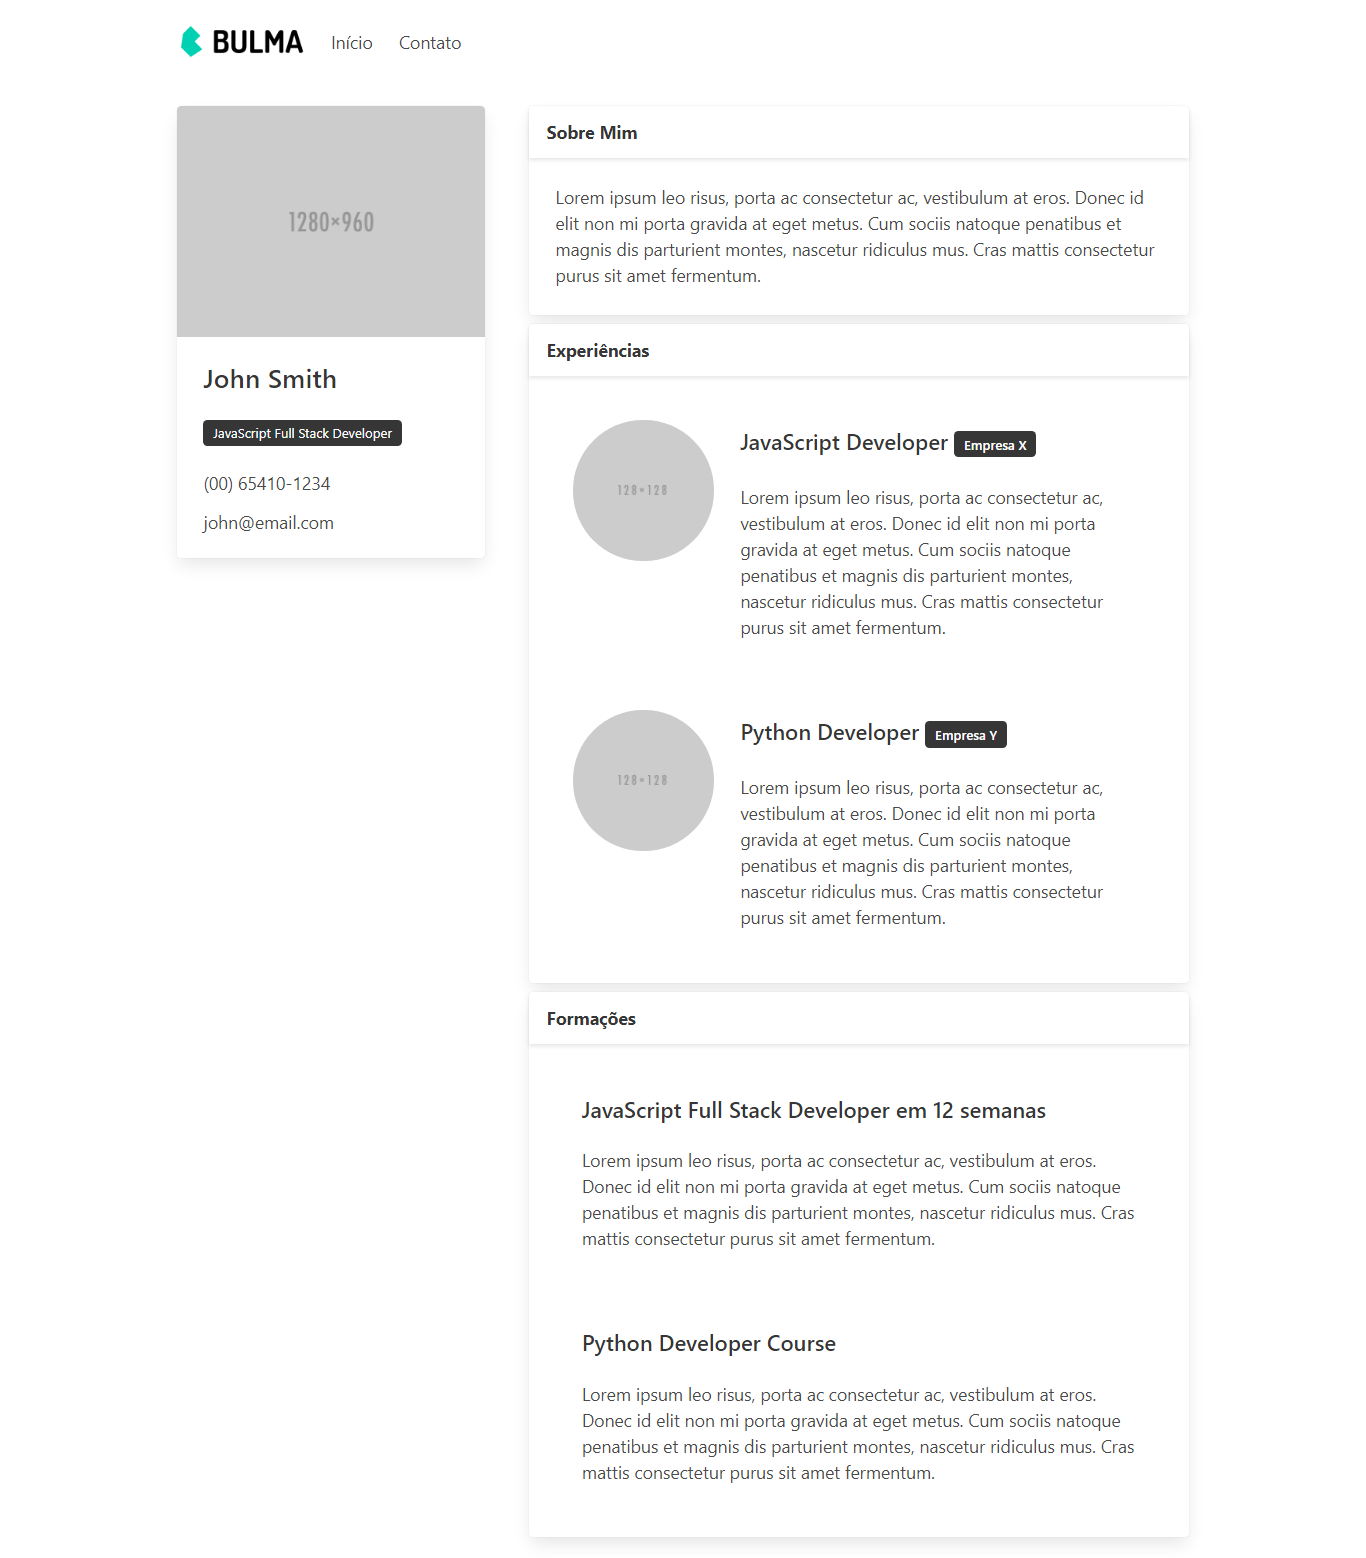 BULMA Início Contato
1280×960
John Smith
JavaScript Full Stack Developer
(00) 65410-1234
john@email.com
Sobre Mim
Lorem ipsum leo risus, porta ac consectetur ac, vestibulum at eros. Donec id
elit non mi porta gravida at eget metus. Cum sociis natoque penatibus et
magnis dis parturient montes, nascetur ridiculus mus. Cras mattis consectetur
purus sit amet fermentum.
Experiências
128×128
JavaScript Developer Empresa X
Lorem ipsum leo risus, porta ac consectetur ac,
vestibulum at eros. Donec id elit non mi porta
gravida at eget metus. Cum sociis natoque
penatibus et magnis dis parturient montes,
nascetur ridiculus mus. Cras mattis consectetur
purus sit amet fermentum.
128×128
Python Developer Empresa Y
Lorem ipsum leo risus, porta ac consectetur ac,
vestibulum at eros. Donec id elit non mi porta
gravida at eget metus. Cum sociis natoque
penatibus et magnis dis parturient montes,
nascetur ridiculus mus. Cras mattis consectetur
purus sit amet fermentum.
Formações
JavaScript Full Stack Developer em 12 semanas
Lorem ipsum leo risus, porta ac consectetur ac, vestibulum at eros.
Donec id elit non mi porta gravida at eget metus. Cum sociis natoque
penatibus et magnis dis parturient montes, nascetur ridiculus mus. Cras
mattis consectetur purus sit amet fermentum.
Python Developer Course
Lorem ipsum leo risus, porta ac consectetur ac, vestibulum at eros.
Donec id elit non mi porta gravida at eget metus. Cum sociis natoque
penatibus et magnis dis parturient montes, nascetur ridiculus mus. Cras
mattis consectetur purus sit amet fermentum.